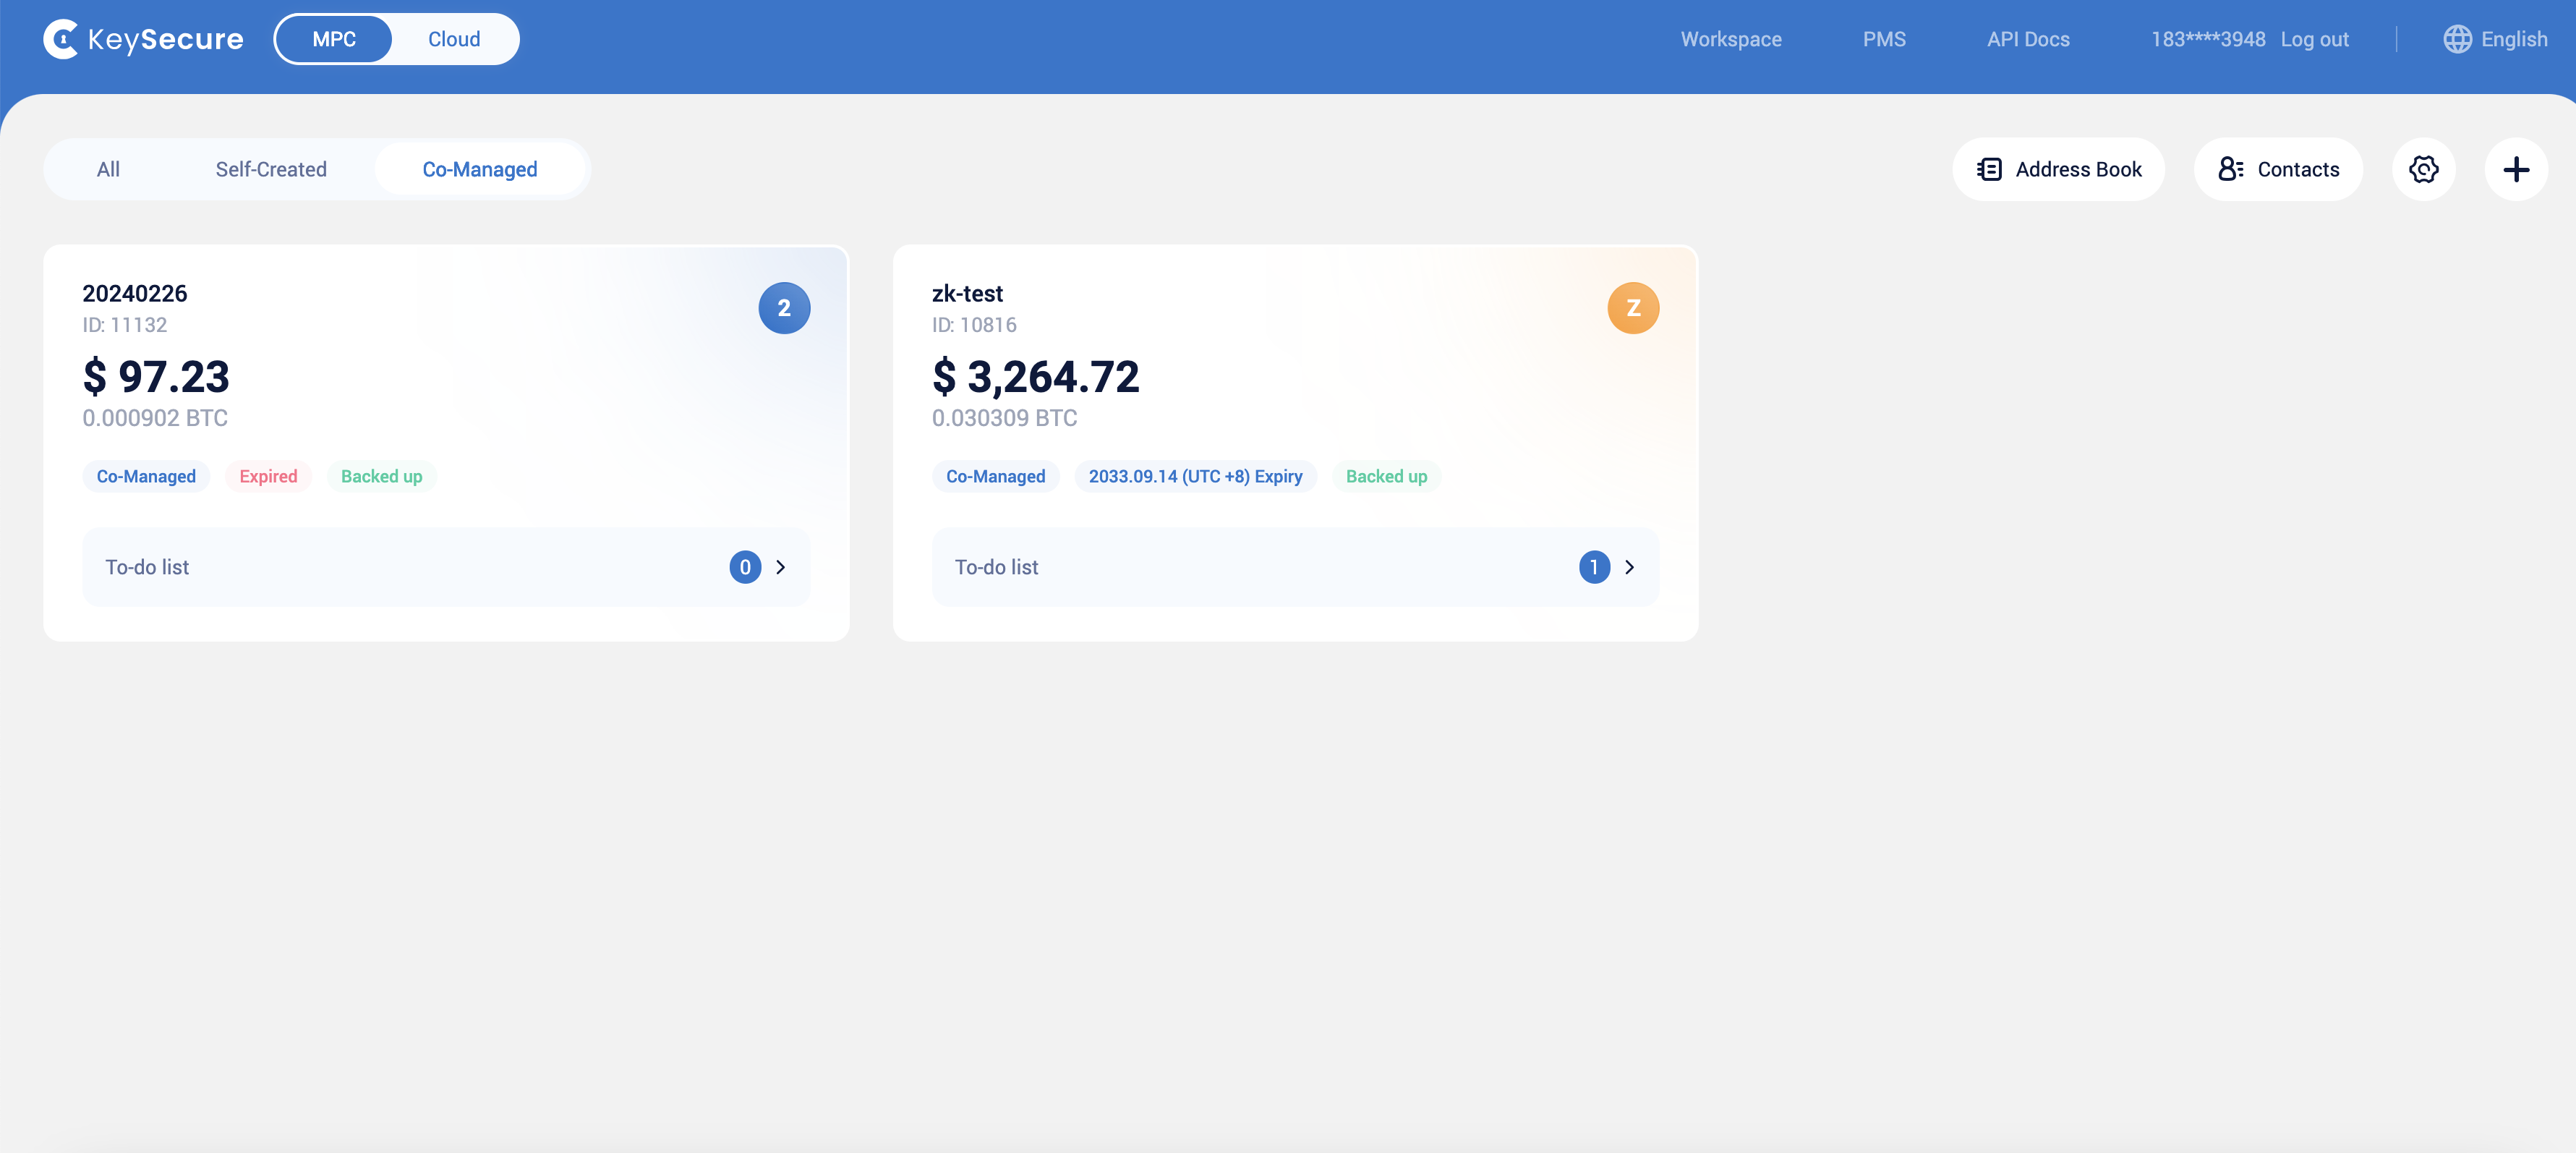 KeySecure MPC Cloud Workspace PMS API Docs 183****3948 Log out English
All Self-Created Co-Managed Address Book Contacts
20240226
ID: 11132
2
$ 97.23
0.000902 BTC
Co-Managed Expired Backed up
To-do list 0
zk-test
ID: 10816
Z
$ 3,264.72
0.030309 BTC
Co-Managed 2033.09.14 (UTC +8) Expiry Backed up
To-do list 1